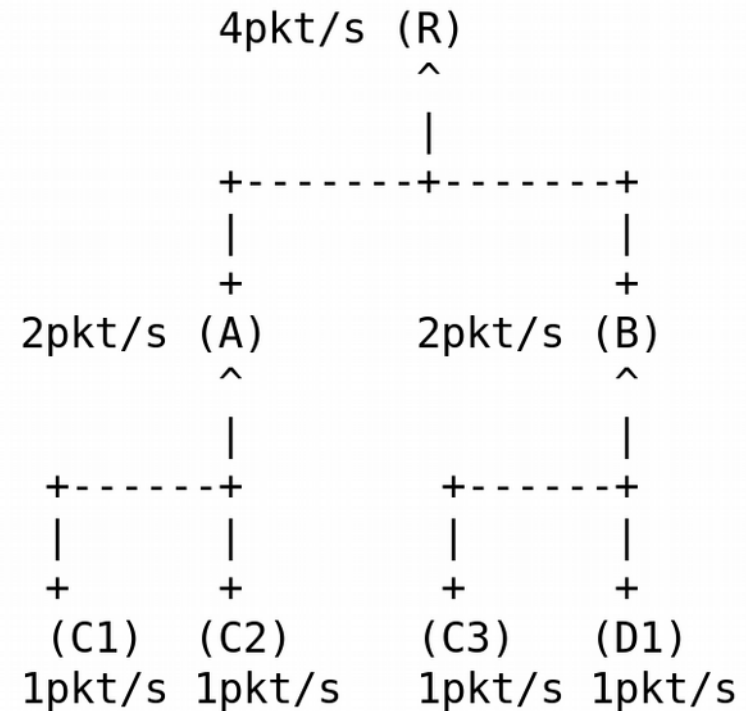 4pkt/s (R)
^
|
+-------+-------+
|               |
+               +
2pkt/s (A)      2pkt/s (B)
^               ^
|               |
+------+        +------+
|      |        |      |
+      +        +      +
(C1)   (C2)     (C3)   (D1)
1pkt/s 1pkt/s   1pkt/s 1pkt/s